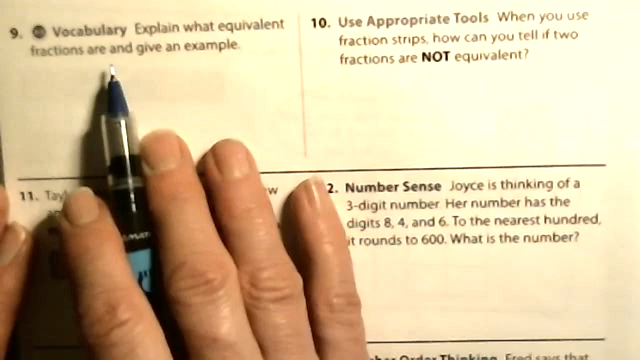 9. Vocabulary Explain what equivalent
fractions are and give an example.
10. Use Appropriate Tools When you use
fraction strips, how can you tell if two
fractions are NOT equivalent?
11.
2. Number Sense Joyce is thinking of a
3-digit number. Her number has the
digits 8, 4, and 6. To the nearest hundred,
it rounds to 600. What is the number?
Order Thinking Fred says that